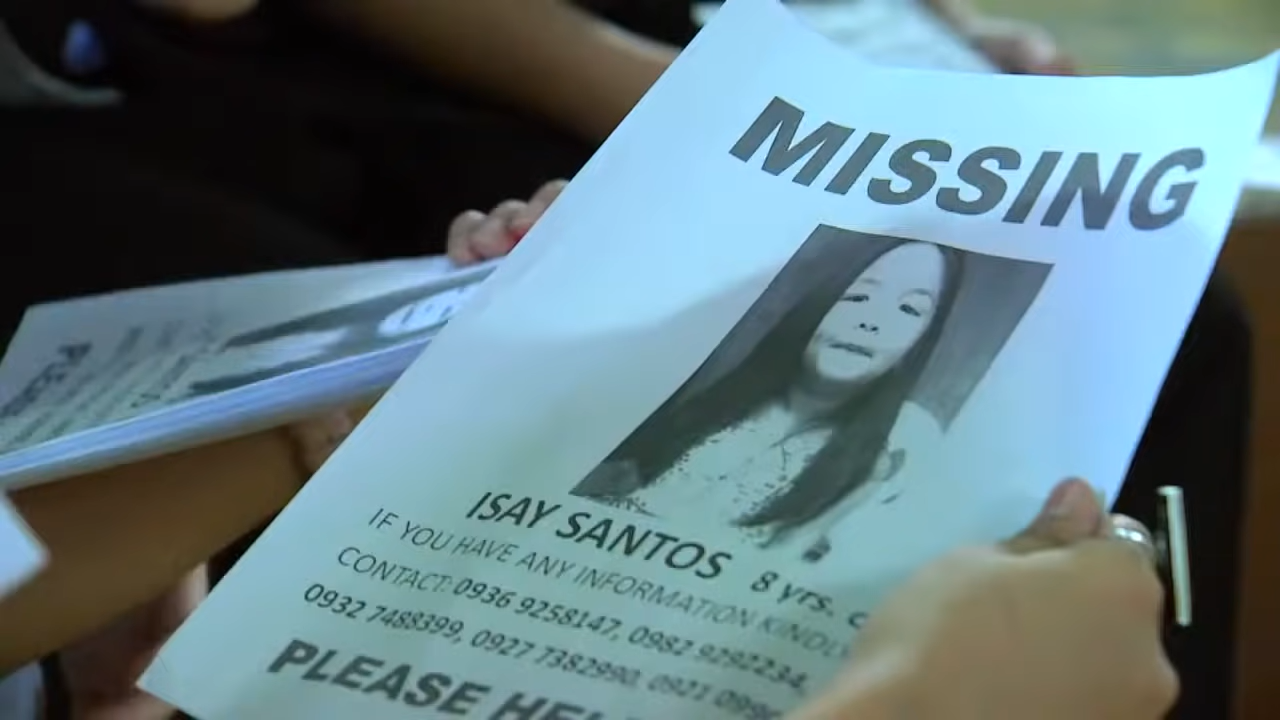 MISSING
ISAY SANTOS 8 yrs.
IF YOU HAVE ANY INFORMATION KINDLY
CONTACT: 0936 9258147, 0982 9292234,
0932 7488399, 0927 7382990, 0921
PLEASE